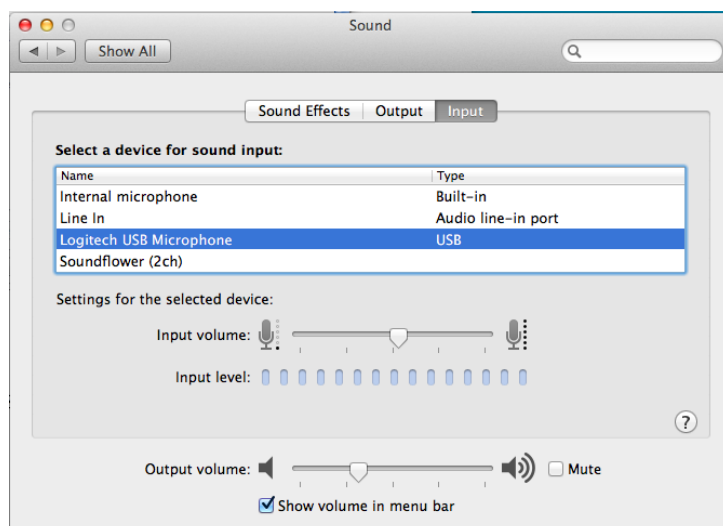 Sound
Show All
Sound Effects Output Input
Select a device for sound input:
Name Type
Internal microphone Built-in
Line In Audio line-in port
Logitech USB Microphone USB
Soundflower (2ch)
Settings for the selected device:
Input volume:
Input level:
?
Output volume: Mute
Show volume in menu bar